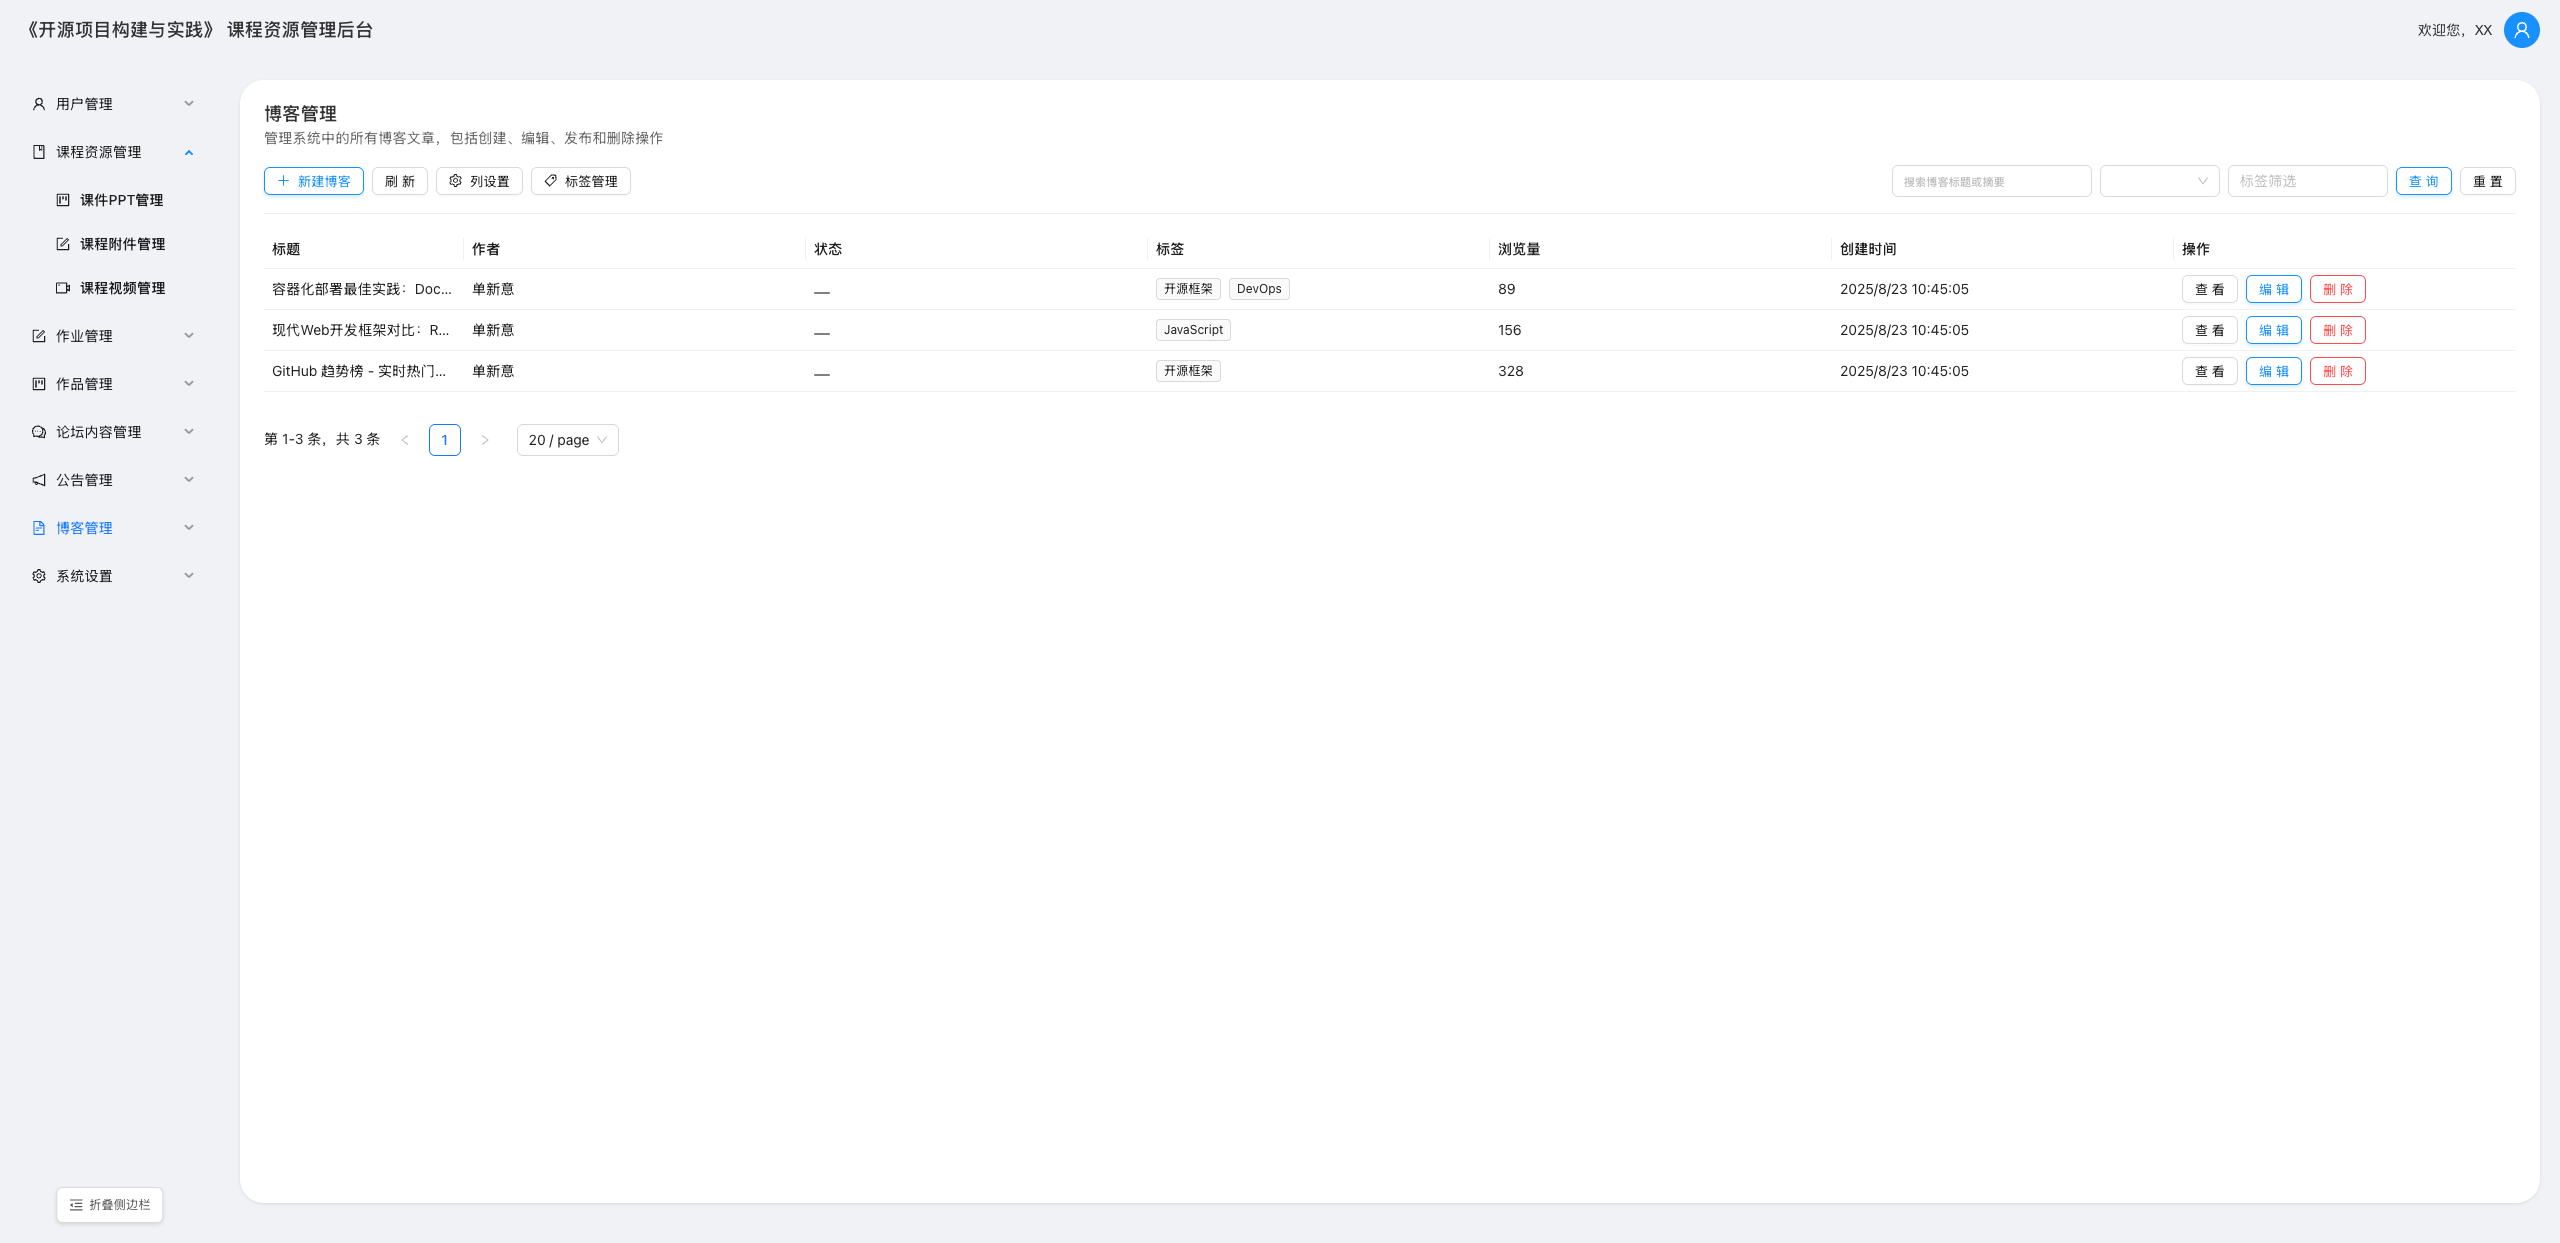 《开源项目构建与实践》 课程资源管理后台
欢迎您，XX
用户管理
课程资源管理
课件PPT管理
课程附件管理
课程视频管理
作业管理
作品管理
论坛内容管理
公告管理
博客管理
系统设置
折叠侧边栏
博客管理
管理系统中的所有博客文章，包括创建、编辑、发布和删除操作
新建博客 刷 新 列设置 标签管理 搜索博客标题或摘要 标签筛选 查 询 重 置
标题 作者 状态 标签 浏览量 创建时间 操作
容器化部署最佳实践：Doc... 单新意 — 开源框架 DevOps 89 2025/8/23 10:45:05 查 看 编 辑 删 除
现代Web开发框架对比：R... 单新意 — JavaScript 156 2025/8/23 10:45:05 查 看 编 辑 删 除
GitHub 趋势榜 - 实时热门... 单新意 — 开源框架 328 2025/8/23 10:45:05 查 看 编 辑 删 除
第 1-3 条，共 3 条 < 1 > 20 / page